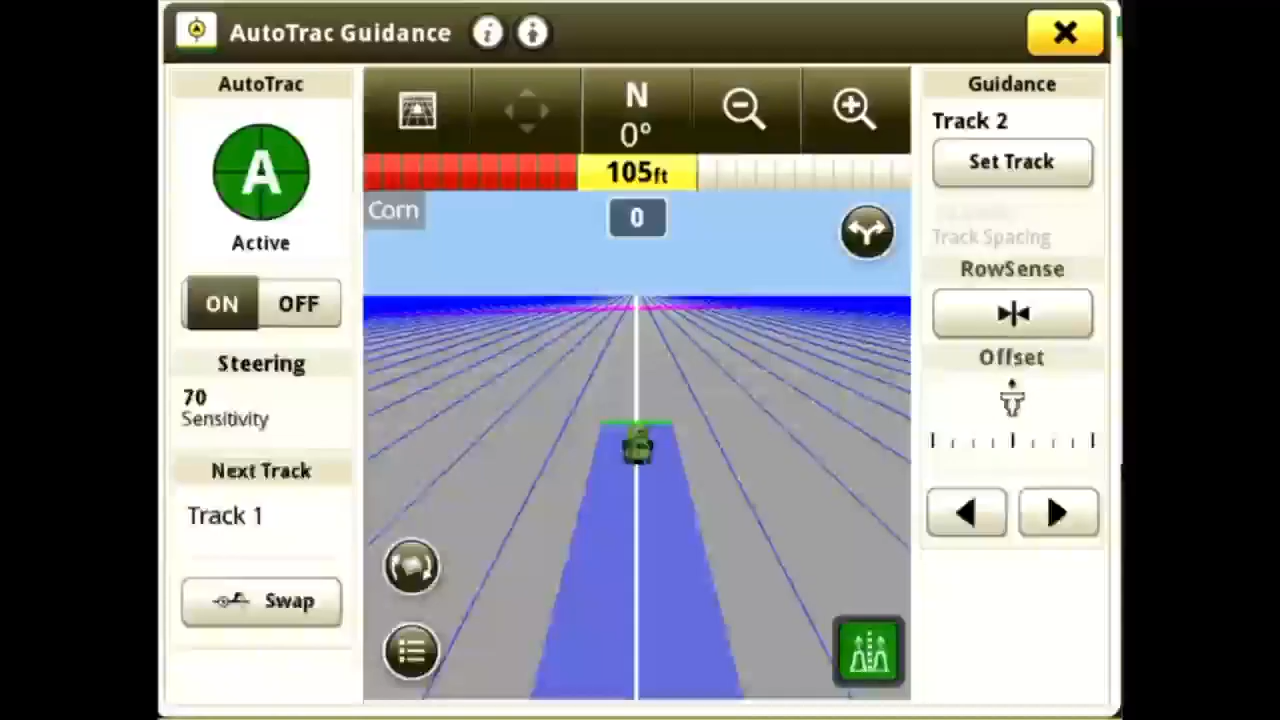 AutoTrac Guidance
AutoTrac
A
Active
ON OFF
Steering
70
Sensitivity
Next Track
Track 1
Swap
N
0°
105ft
Corn
0
Guidance
Track 2
Set Track
Track Spacing
RowSense
Offset